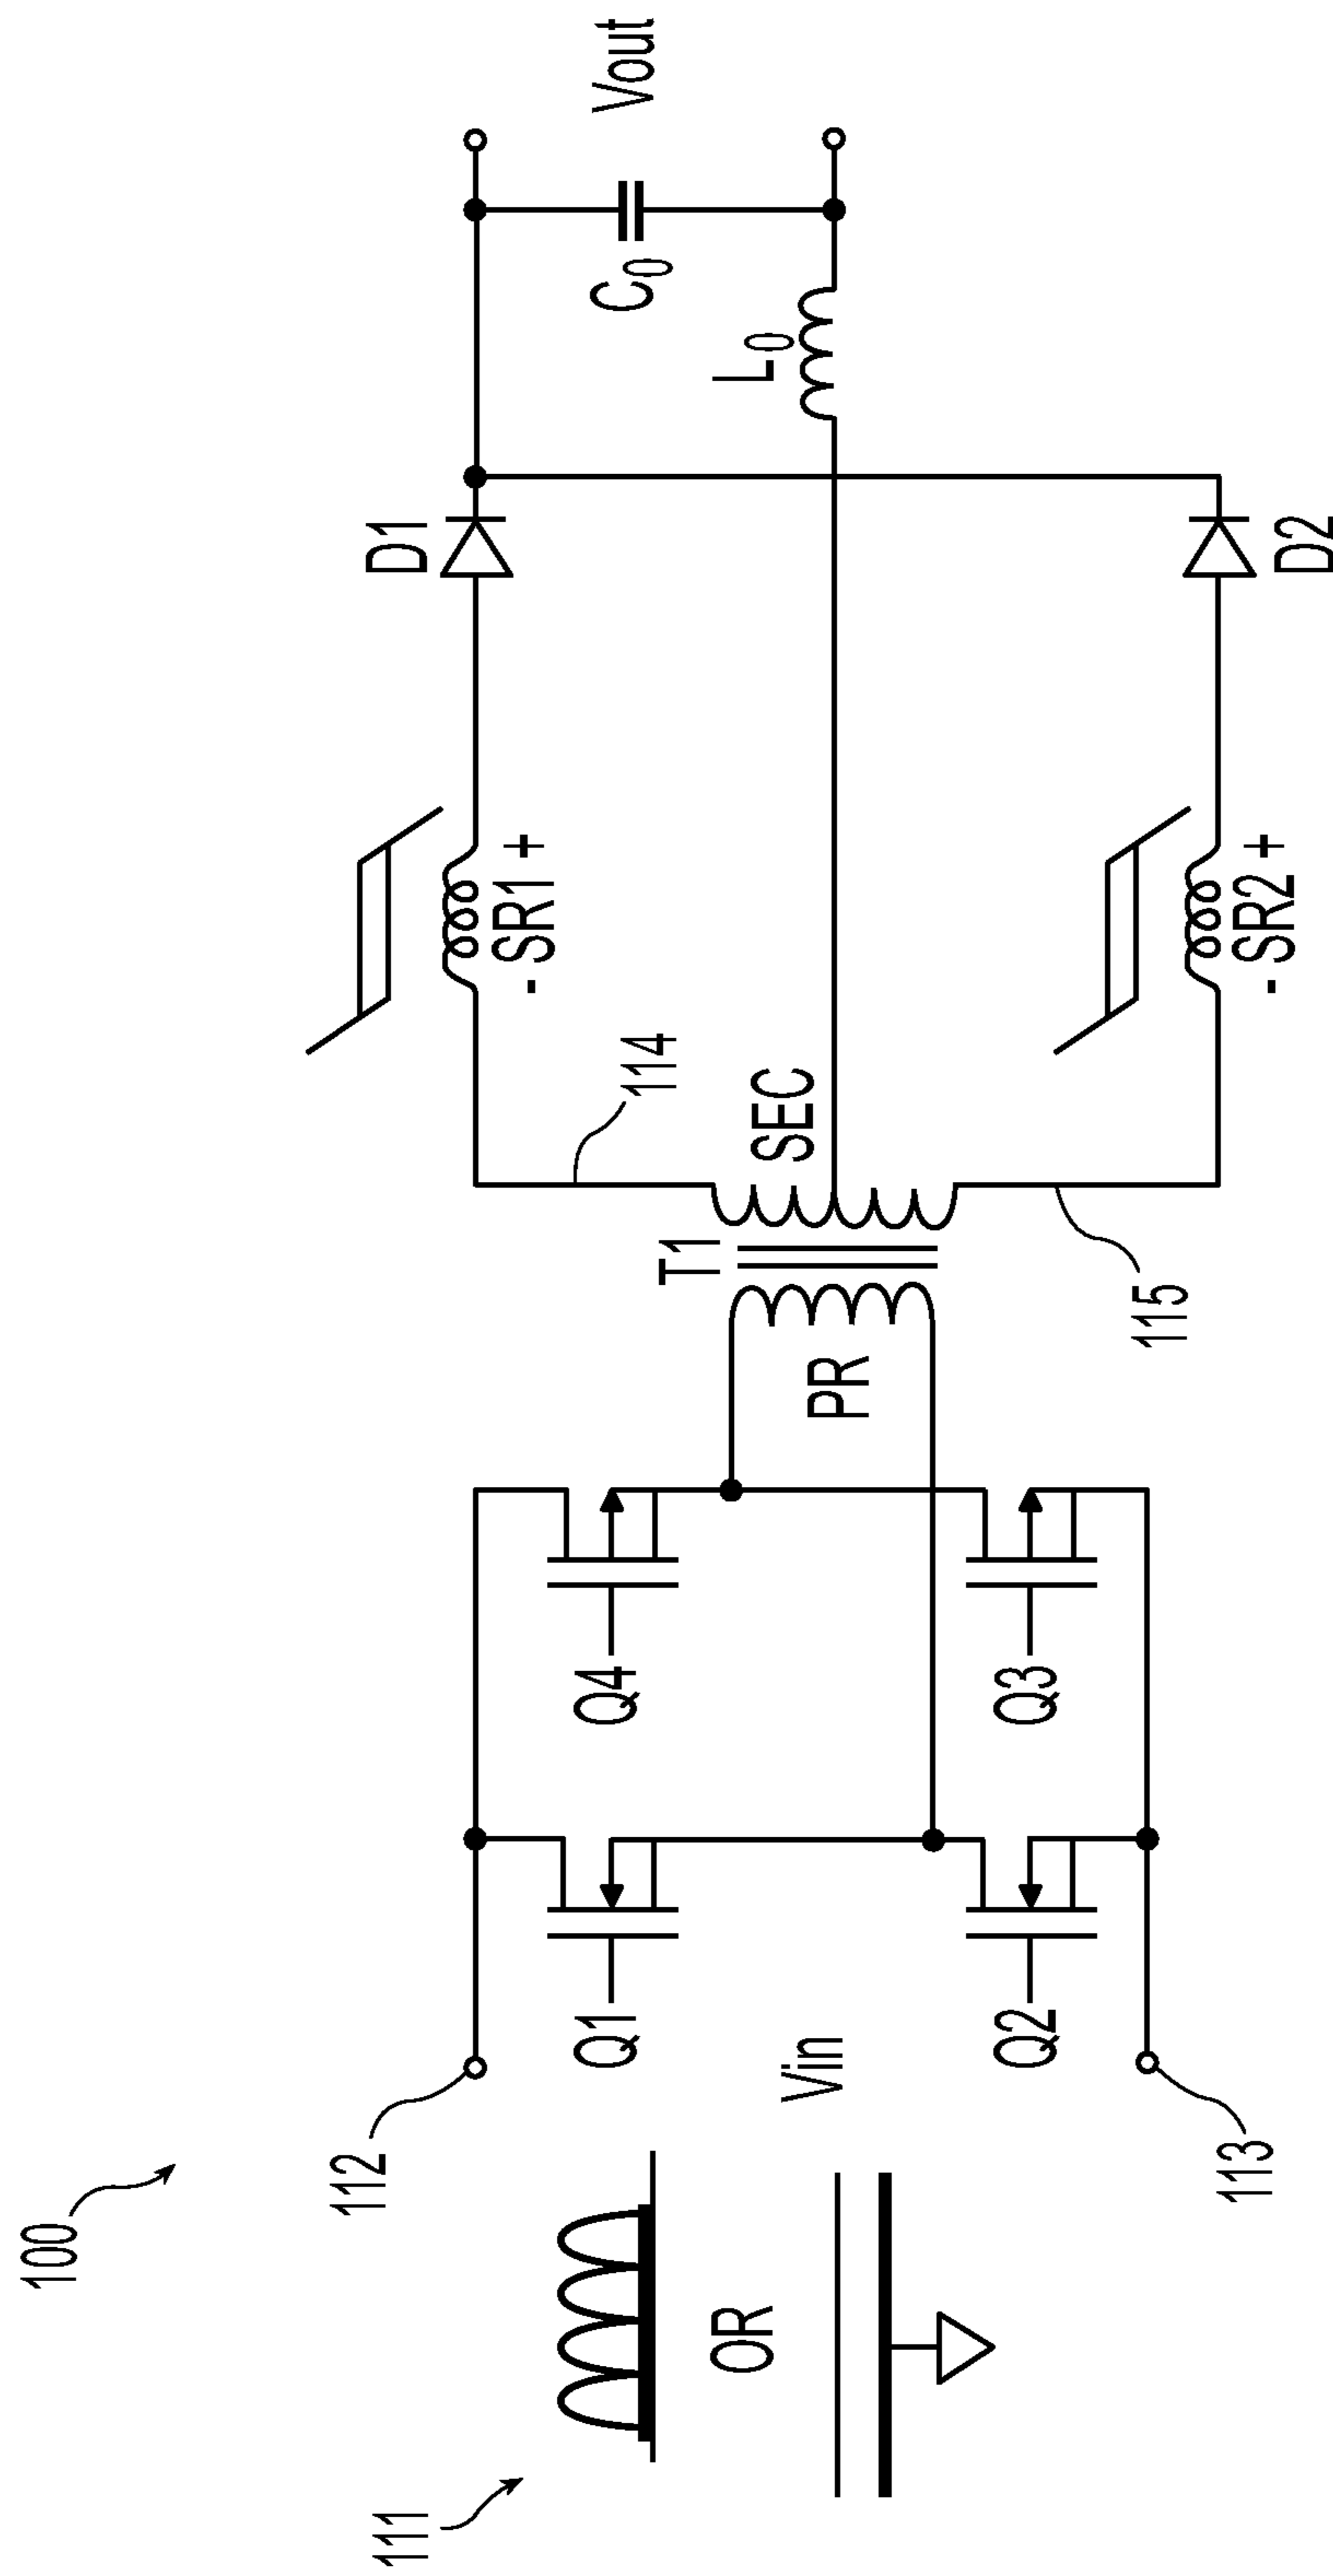 100
111
OR
Vin
112
113
Q1
Q2
Q4
Q3
PR
T1
SEC
114
115
- SR1 +
- SR2 +
D1
D2
L0
C0
Vout